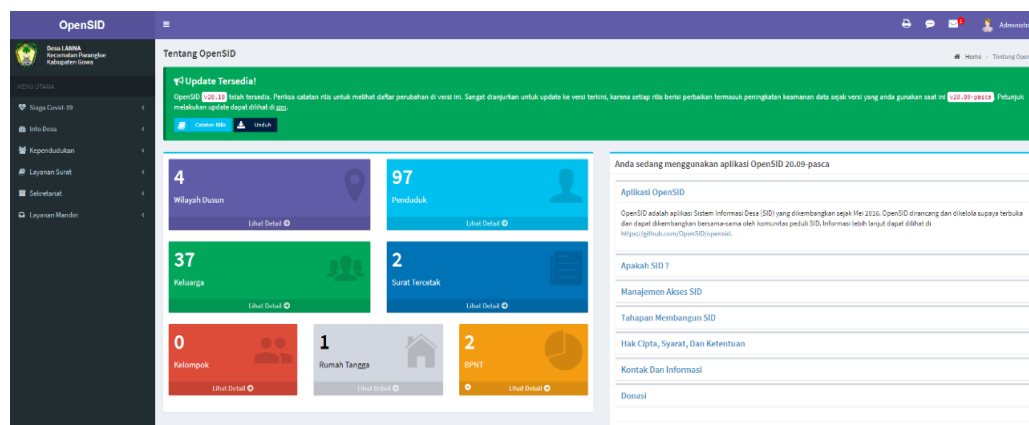 OpenSID
Administra
Desa LANNA
Kecamatan Parangloe
Kabupaten Gowa
Tentang OpenSID
Home - Tentang Open
MENU UTAMA
Siaga Covid-19
Info Desa
Kependudukan
Layanan Surat
Sekretariat
Layanan Mandiri
Update Tersedia!
OpenSID v20.10 telah tersedia. Periksa catatan rilis untuk melihat daftar perubahan di versi ini. Sangat dianjurkan untuk update ke versi terkini, karena setiap rilis berisi perbaikan termasuk peningkatan keamanan data sejak versi yang anda gunakan saat ini v20.09-pasca. Petunjuk
melakukan update dapat dilihat di sini.
Catatan Rilis
Unduh
4
Wilayah Dusun
Lihat Detail
97
Penduduk
Lihat Detail
37
Keluarga
Lihat Detail
2
Surat Tercetak
Lihat Detail
0
Kelompok
Lihat Detail
1
Rumah Tangga
Lihat Detail
2
BPNT
Lihat Detail
Anda sedang menggunakan aplikasi OpenSID 20.09-pasca
Aplikasi OpenSID
OpenSID adalah aplikasi Sistem Informasi Desa (SID) yang dikembangkan sejak Mei 2016. OpenSID dirancang dan dikelola supaya terbuka
dan dapat dikembangkan bersama-sama oleh komunitas peduli SID. Informasi lebih lanjut dapat dilihat di
https://github.com/OpenSID/opensid.
Apakah SID ?
Manajemen Akses SID
Tahapan Membangun SID
Hak Cipta, Syarat, Dan Ketentuan
Kontak Dan Informasi
Donasi